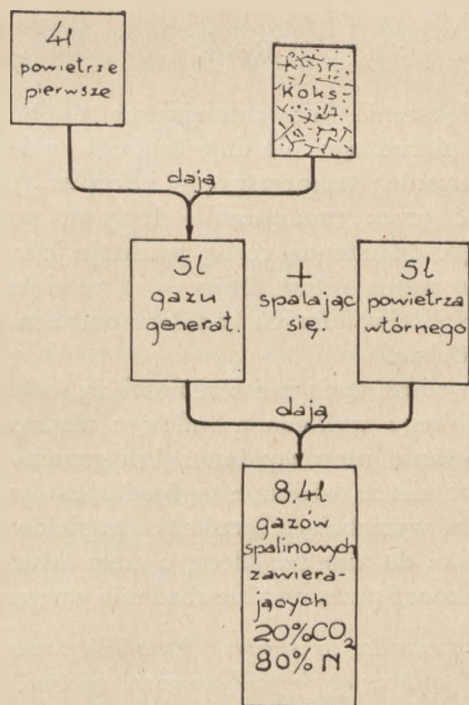 4l
powietrze
pierwsze
koks
dają
5l
gazu
generat.
+
spalając
się.
5l
powietrza
wtórnego
dają
8.4l
gazów
spalinowych
zawiera-
jących
20%CO₂
80% N